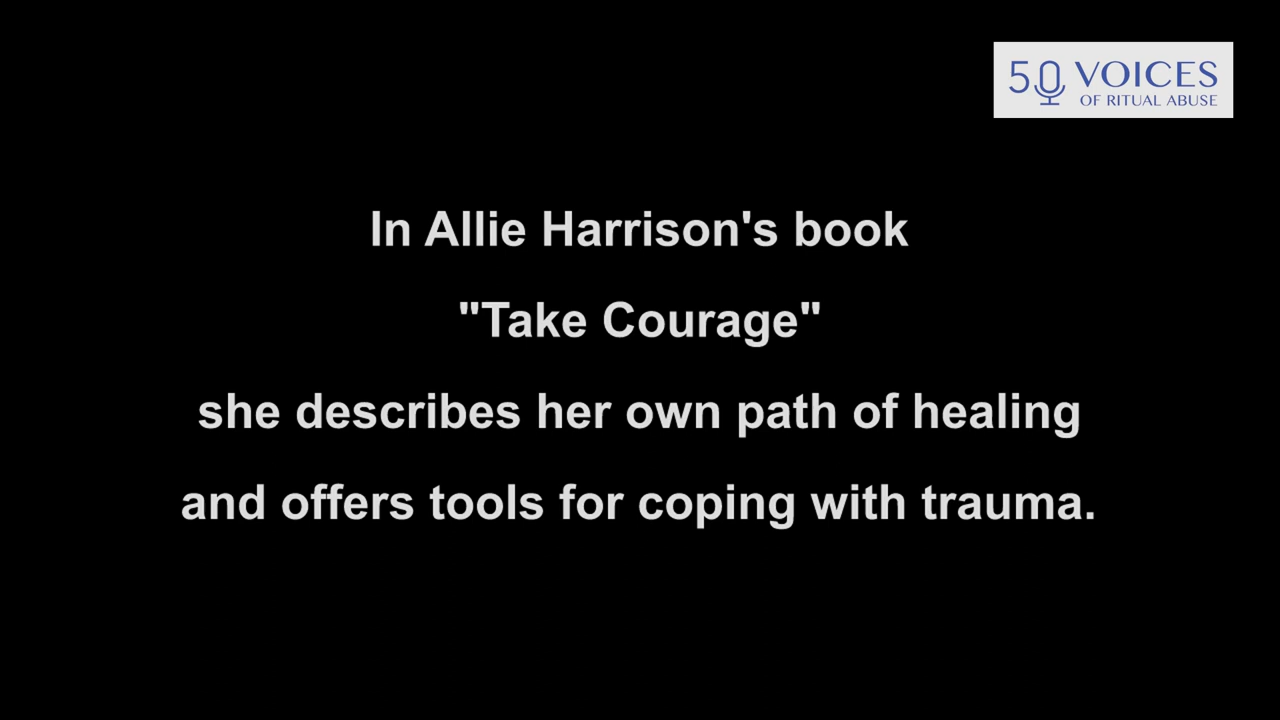 50 VOICES
OF RITUAL ABUSE
In Allie Harrison's book
"Take Courage"
she describes her own path of healing
and offers tools for coping with trauma.